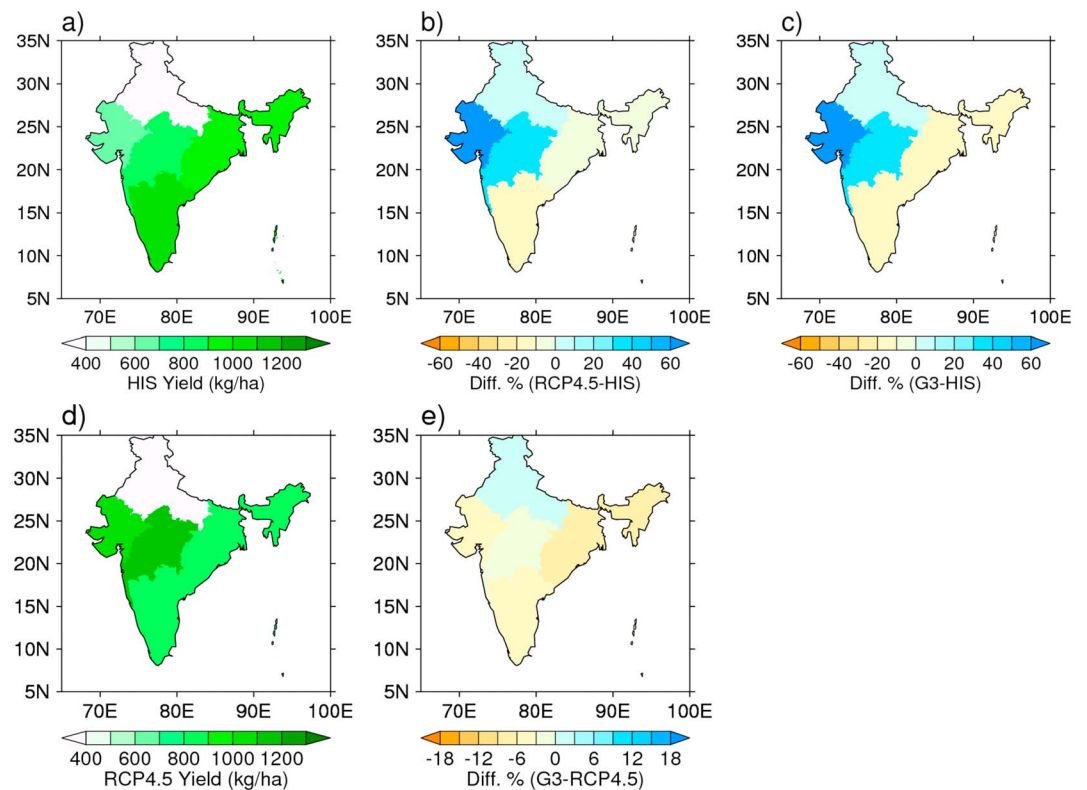 a)
b)
c)
35N
30N
25N
20N
15N
10N
5N
70E 80E 90E 100E
400 600 800 1000 1200
HIS Yield (kg/ha)
35N
30N
25N
20N
15N
10N
5N
70E 80E 90E 100E
-60 -40 -20 0 20 40 60
Diff. % (RCP4.5-HIS)
35N
30N
25N
20N
15N
10N
5N
70E 80E 90E 100E
-60 -40 -20 0 20 40 60
Diff. % (G3-HIS)
d)
e)
35N
30N
25N
20N
15N
10N
5N
70E 80E 90E 100E
400 600 800 1000 1200
RCP4.5 Yield (kg/ha)
35N
30N
25N
20N
15N
10N
5N
70E 80E 90E 100E
-18 -12 -6 0 6 12 18
Diff. % (G3-RCP4.5)